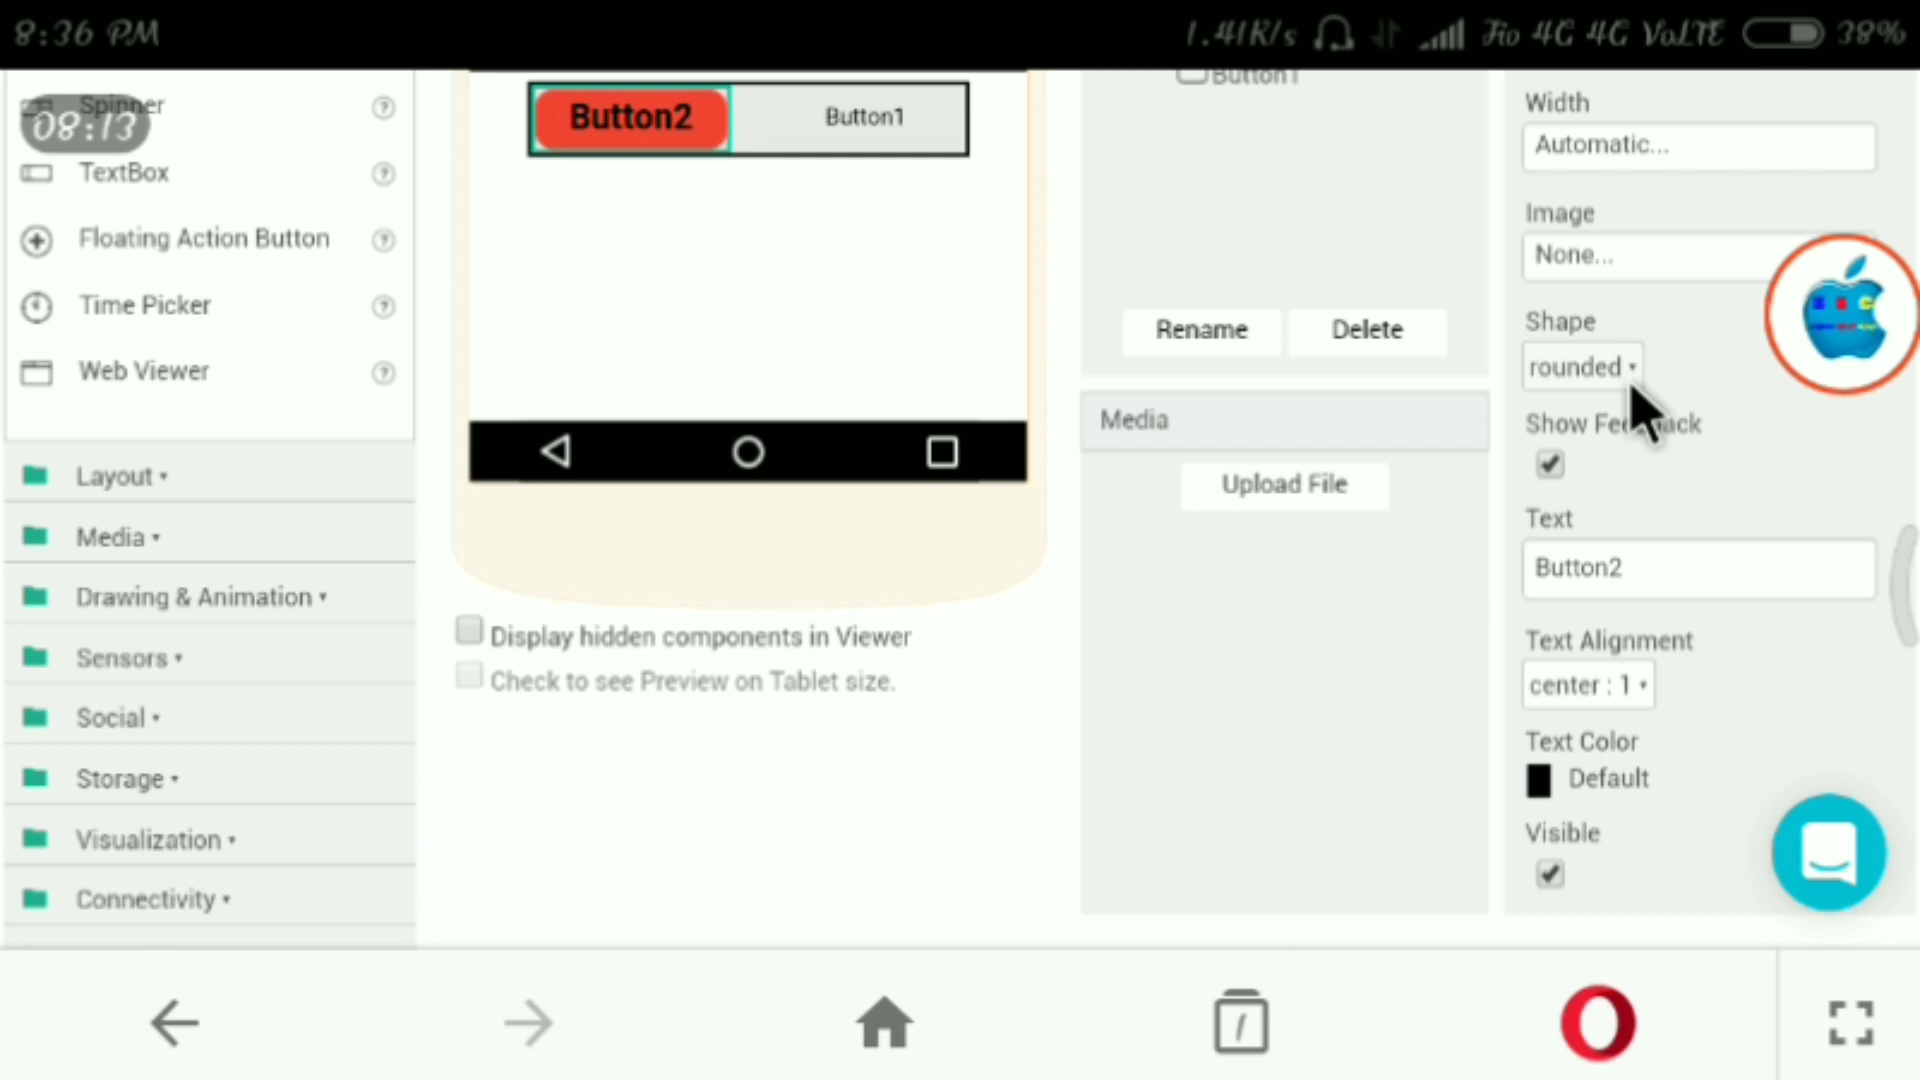 8:36 PM
1.41K/s
Jio 4G 4G VoLTE
38%
Spinner
08:13
TextBox
Floating Action Button
Time Picker
Web Viewer
Layout
Media
Drawing & Animation
Sensors
Social
Storage
Visualization
Connectivity
Button2
Button1
Display hidden components in Viewer
Check to see Preview on Tablet size.
Button1
Rename
Delete
Media
Upload File
Width
Automatic...
Image
None...
Shape
rounded
Show
Text
Button2
Text Alignment
center : 1
Text Color
Default
Visible